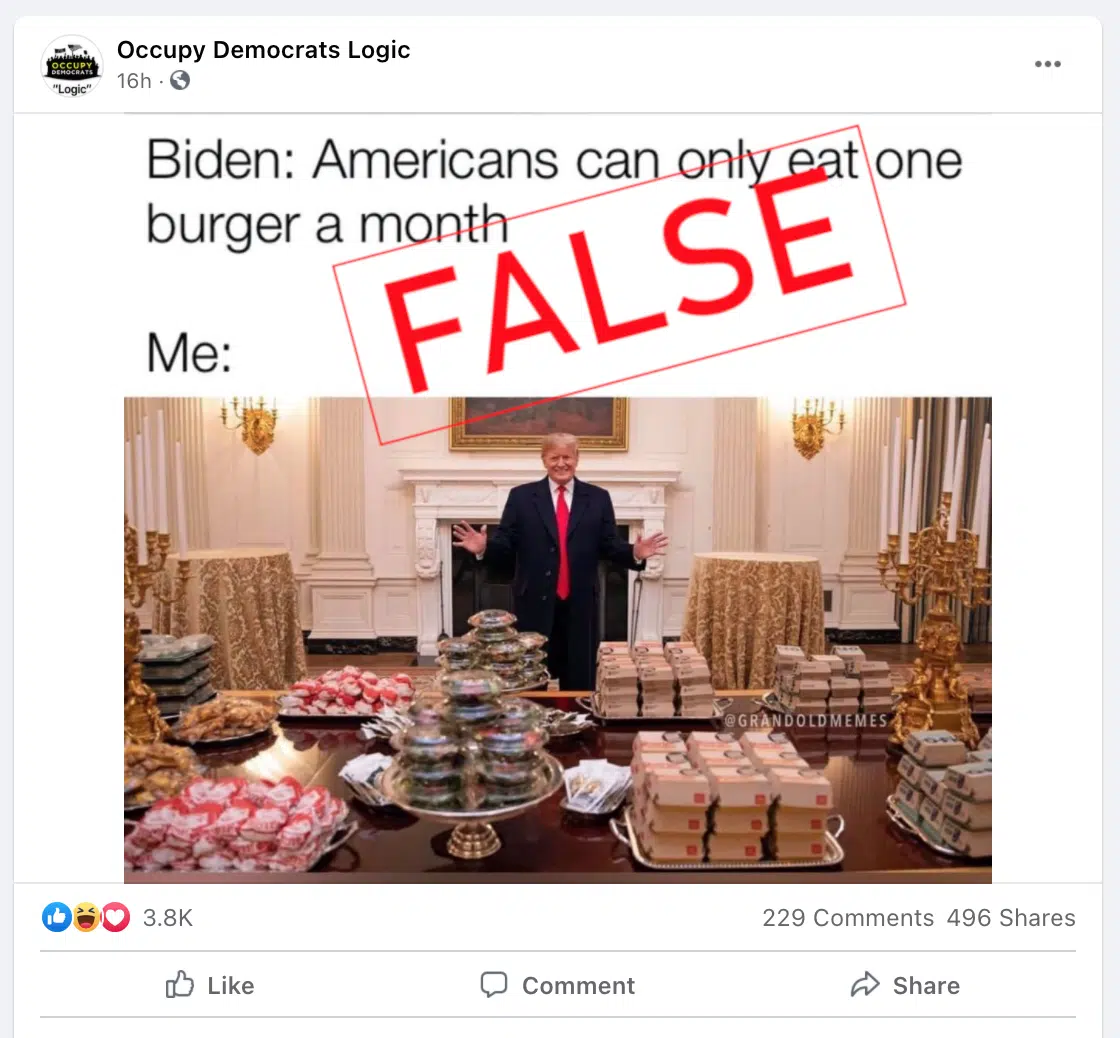 Occupy Democrats Logic
OCCUPY
DEMOCRATS
"Logic"
16h ·
Biden: Americans can only eat one
burger a month
FALSE
Me:
@GRANDOLDMEMES
3.8K
229 Comments 496 Shares
Like
Comment
Share